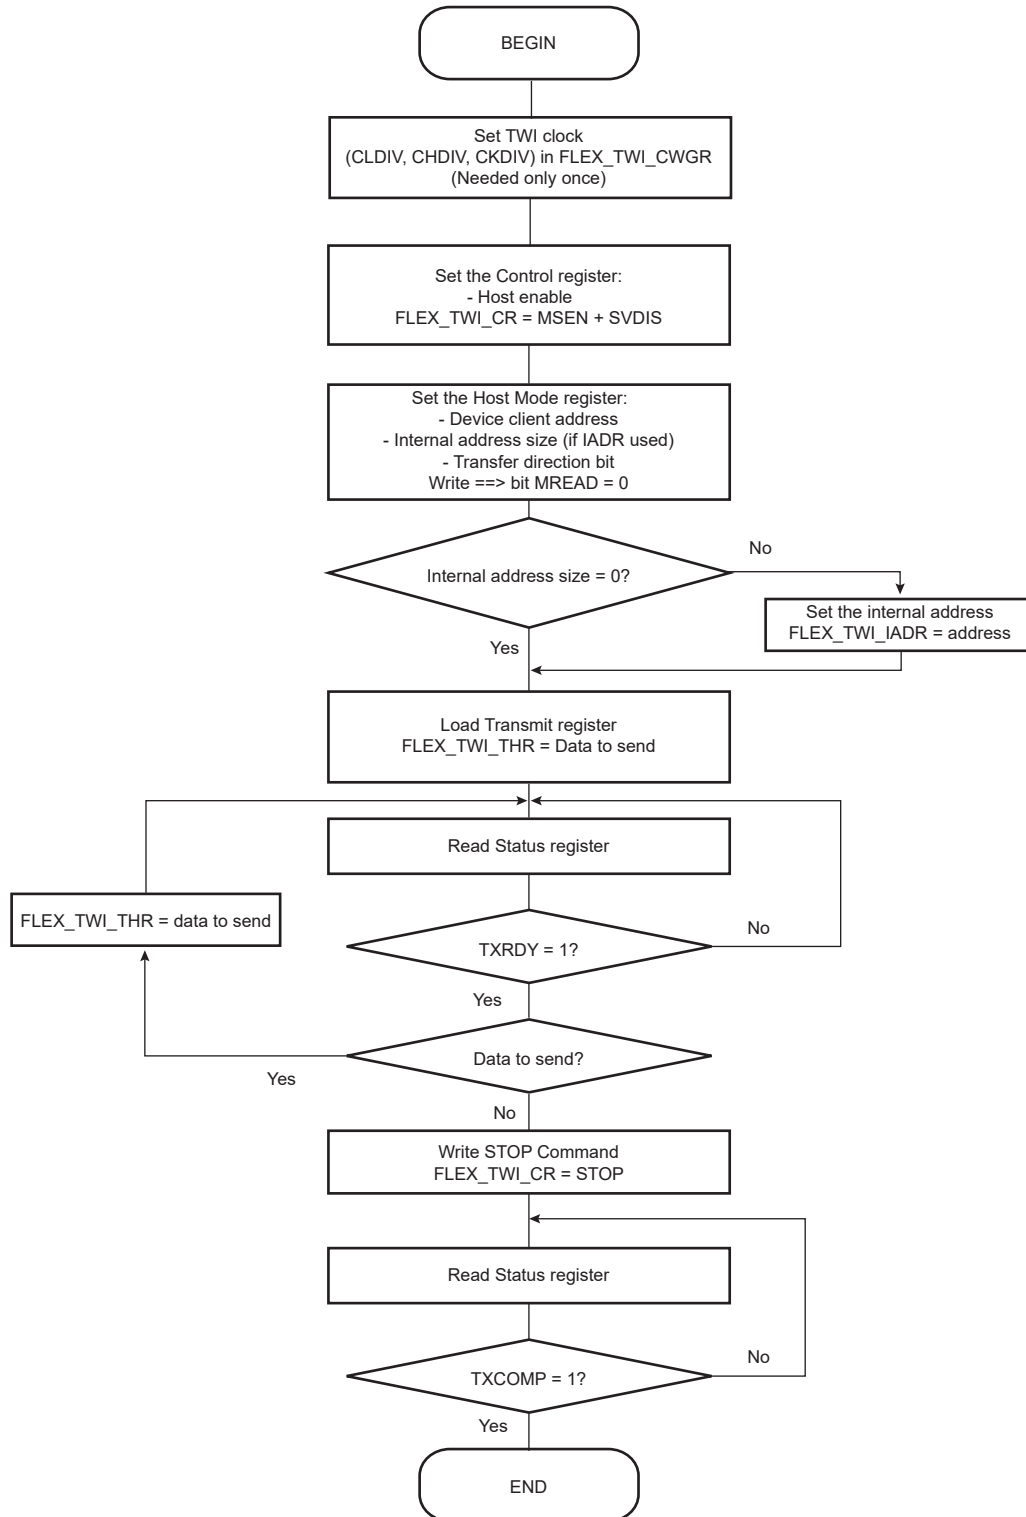 BEGIN
Set TWI clock
(CLDIV, CHDIV, CKDIV) in FLEX_TWI_CWGR
(Needed only once)
Set the Control register:
- Host enable
FLEX_TWI_CR = MSEN + SVDIS
Set the Host Mode register:
- Device client address
- Internal address size (if IADR used)
- Transfer direction bit
Write ==> bit MREAD = 0
No
Internal address size = 0?
Set the internal address
FLEX_TWI_IADR = address
Yes
Load Transmit register
FLEX_TWI_THR = Data to send
Read Status register
FLEX_TWI_THR = data to send
No
TXRDY = 1?
Yes
Data to send?
Yes
No
Write STOP Command
FLEX_TWI_CR = STOP
Read Status register
No
TXCOMP = 1?
Yes
END